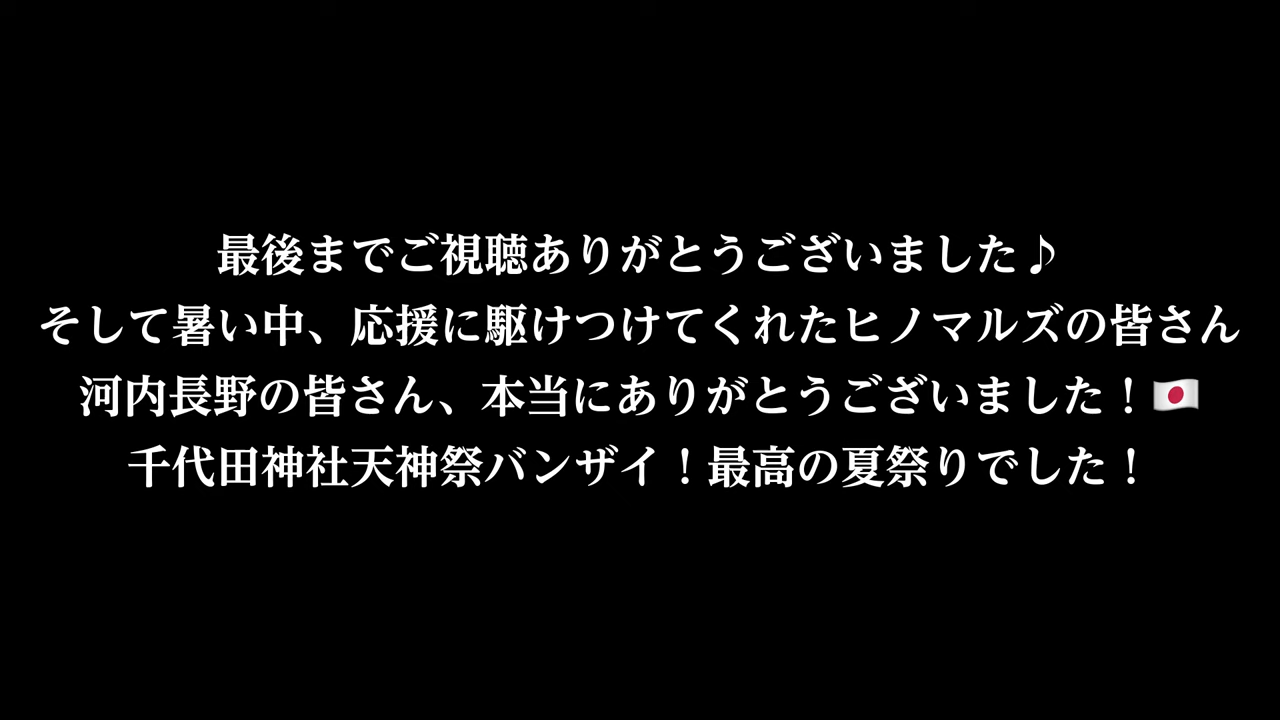 最後までご視聴ありがとうございました♪
そして暑い中、応援に駆けつけてくれたヒノマルズの皆さん
河内長野の皆さん、本当にありがとうございました！🇯🇵
千代田神社天神祭バンザイ！最高の夏祭りでした！